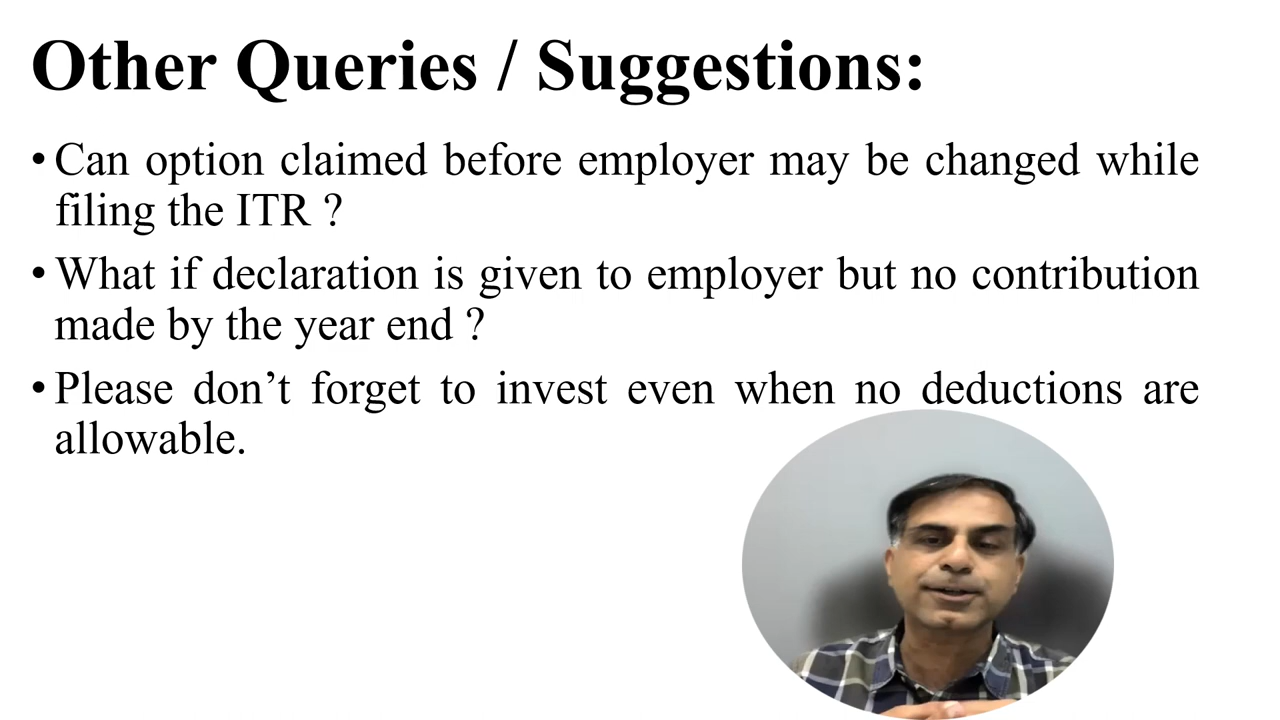 Other Queries / Suggestions:
• Can option claimed before employer may be changed while
filing the ITR ?
• What if declaration is given to employer but no contribution
made by the year end ?
• Please don’t forget to invest even when no deductions are
allowable.